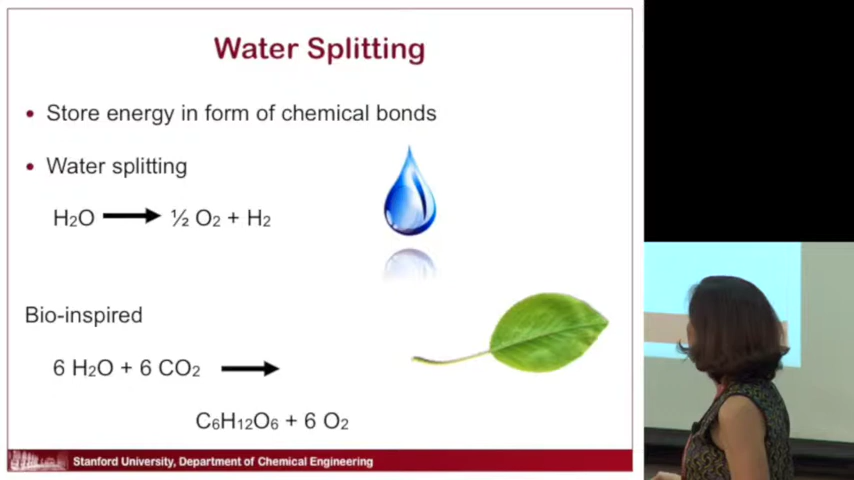 Water Splitting
• Store energy in form of chemical bonds
• Water splitting
H₂O → ½ O₂ + H₂
Bio-inspired
6 H₂O + 6 CO₂ →
C₆H₁₂O₆ + 6 O₂
Stanford University, Department of Chemical Engineering